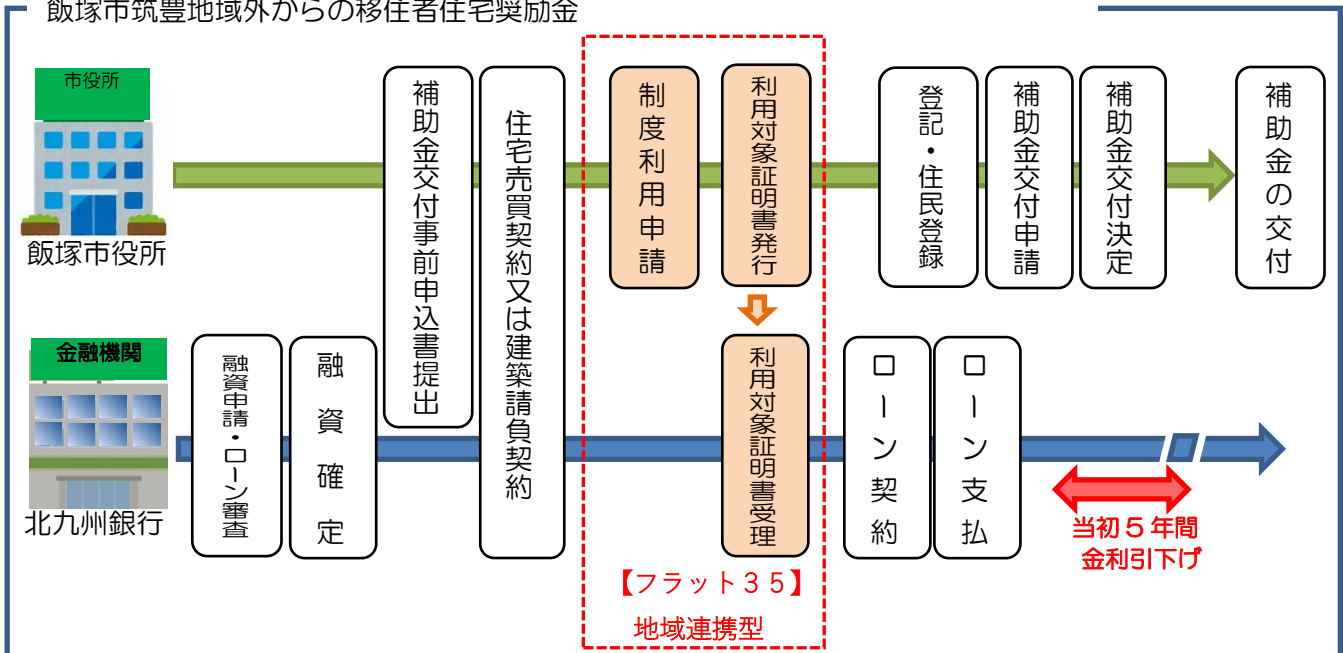 飯塚市筑豊地域外からの移住者住宅奨励金
市役所
飯塚市役所
補助金交付事前申込書提出
住宅売買契約又は建築請負契約
制度利用申請
利用対象証明書発行
登記・住民登録
補助金交付申請
補助金交付決定
補助金の交付
金融機関
北九州銀行
融資申請・ローン審査
融資確定
利用対象証明書受理
ローン契約
ローン支払
当初5年間
金利引下げ
【フラット35】
地域連携型